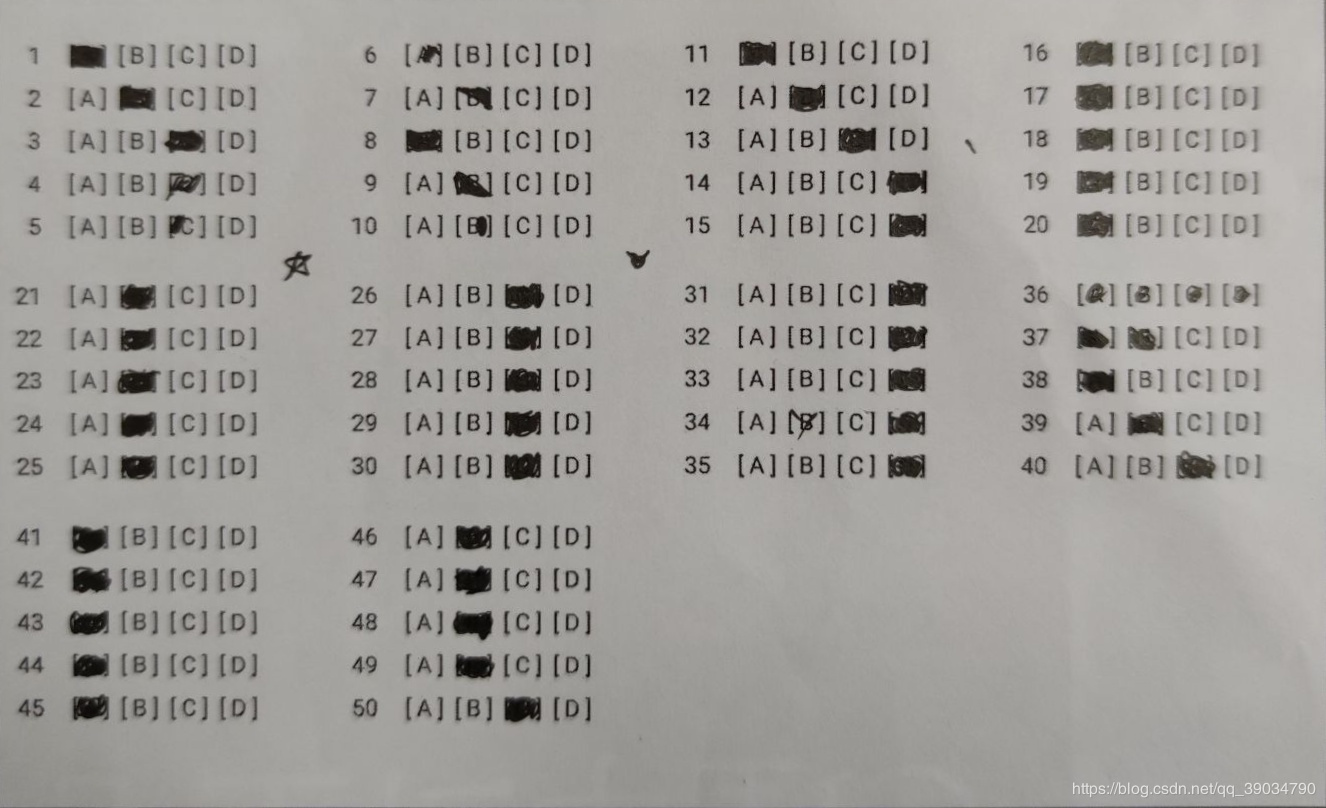 1 [B] [C] [D] 6 [A] [B] [C] [D] 11 [B] [C] [D] 16 [B] [C] [D]
2 [A] [C] [D] 7 [A] [B] [C] [D] 12 [A] [C] [D] 17 [B] [C] [D]
3 [A] [B] [D] 8 [B] [C] [D] 13 [A] [B] [D] 18 [B] [C] [D]
4 [A] [B] [D] 9 [A] [C] [D] 14 [A] [B] [C] 19 [B] [C] [D]
5 [A] [B] [C] [D] 10 [A] [B] [C] [D] 15 [A] [B] [C] 20 [B] [C] [D]
21 [A] [C] [D] 26 [A] [B] [D] 31 [A] [B] [C] 36
22 [A] [C] [D] 27 [A] [B] [D] 32 [A] [B] [C] 37 [C] [D]
23 [A] [C] [D] 28 [A] [B] [D] 33 [A] [B] [C] 38 [B] [C] [D]
24 [A] [C] [D] 29 [A] [B] [D] 34 [A] [B] [C] 39 [A] [C] [D]
25 [A] [C] [D] 30 [A] [B] [D] 35 [A] [B] [C] 40 [A] [B] [D]
41 [B] [C] [D] 46 [A] [C] [D]
42 [B] [C] [D] 47 [A] [C] [D]
43 [B] [C] [D] 48 [A] [C] [D]
44 [B] [C] [D] 49 [A] [C] [D]
45 [B] [C] [D] 50 [A] [B] [D]
https://blog.csdn.net/qq_39034790